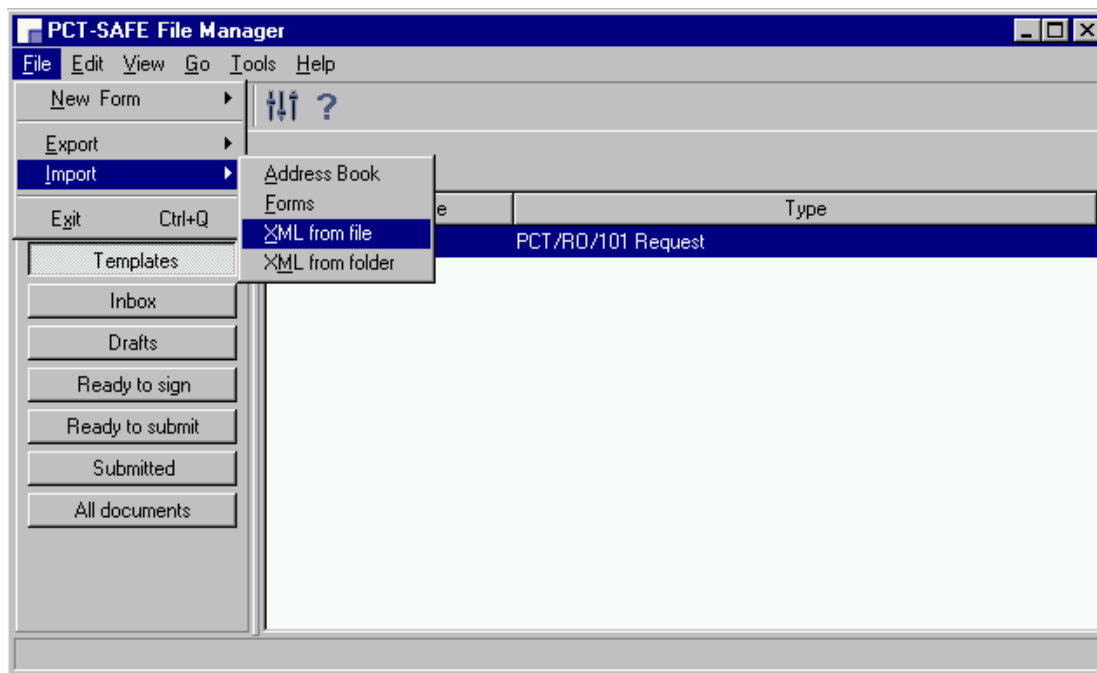 PCT-SAFE File Manager
File Edit View Go Tools Help
New Form
Export
Import
Exit Ctrl+Q
Address Book
Forms
XML from file
XML from folder
e Type
PCT/RO/101 Request
Templates
Inbox
Drafts
Ready to sign
Ready to submit
Submitted
All documents